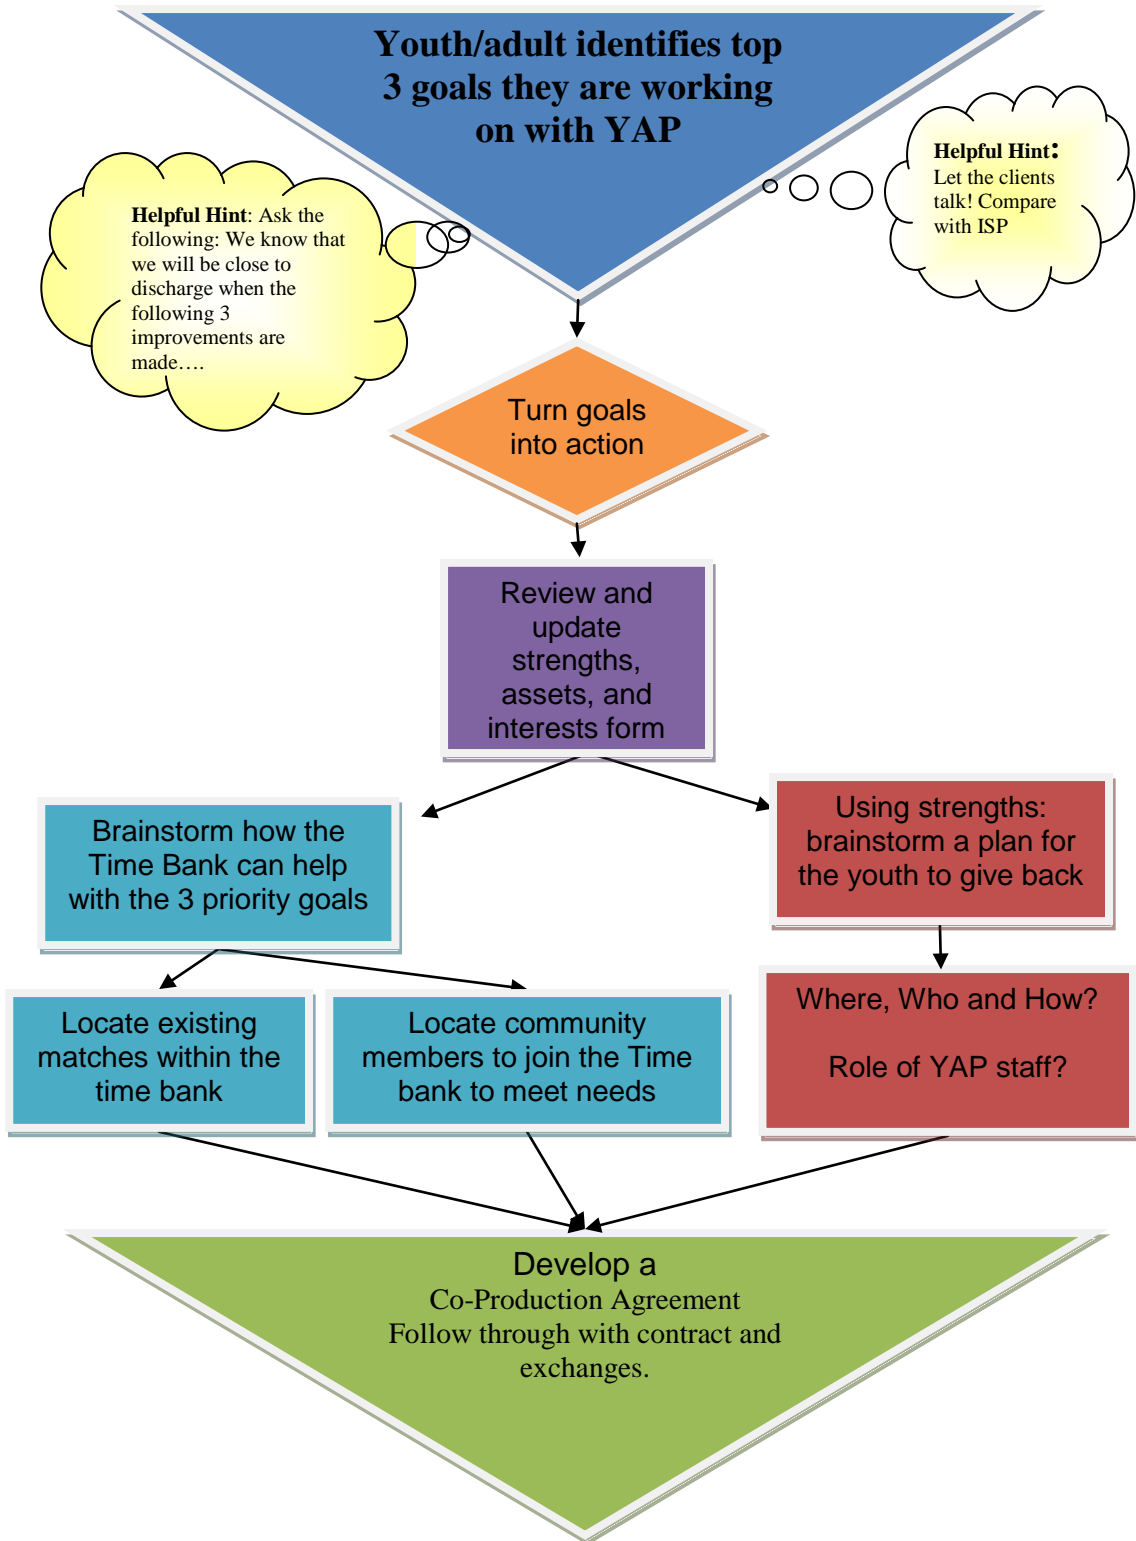 Youth/adult identifies top
3 goals they are working
on with YAP
Helpful Hint:
Let the clients
talk! Compare
with ISP
Helpful Hint: Ask the
following: We know that
we will be close to
discharge when the
following 3
improvements are
made….
Turn goals
into action
Review and
update
strengths,
assets, and
interests form
Brainstorm how the
Time Bank can help
with the 3 priority goals
Using strengths:
brainstorm a plan for
the youth to give back
Locate existing
matches within the
time bank
Locate community
members to join the Time
bank to meet needs
Where, Who and How?
Role of YAP staff?
Develop a
Co-Production Agreement
Follow through with contract and
exchanges.